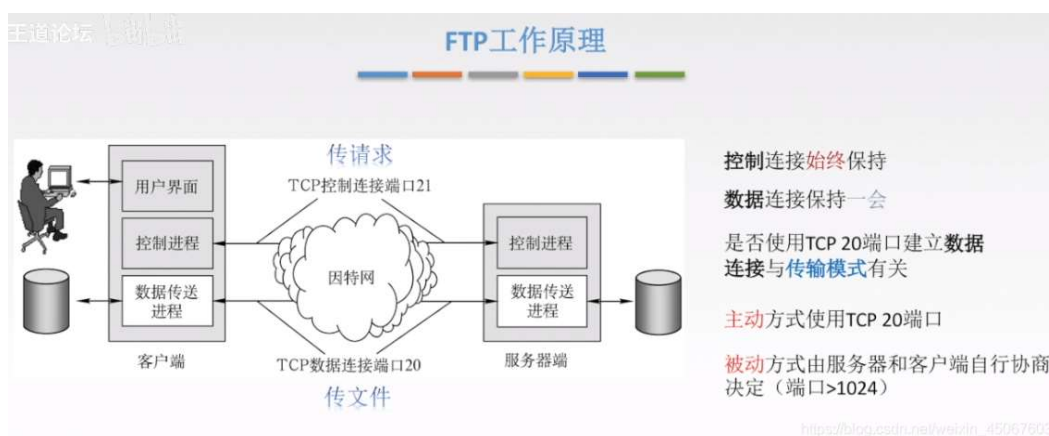 王道论坛
FTP工作原理
传请求
TCP控制连接端口21
用户界面
控制进程
数据传送
进程
客户端
因特网
控制进程
数据传送
进程
服务器端
TCP数据连接端口20
传文件
控制连接始终保持
数据连接保持一会
是否使用TCP 20端口建立数据
连接与传输模式有关
主动方式使用TCP 20端口
被动方式由服务器和客户端自行协商
决定（端口>1024）